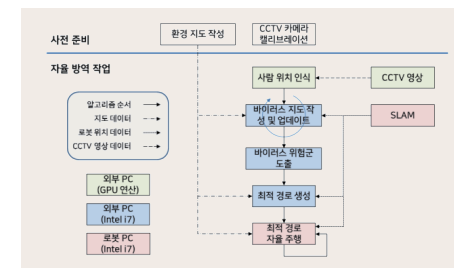 사전 준비
환경 지도 작성
CCTV 카메라
캘리브레이션
자율 방역 작업
사람 위치 인식
CCTV 영상
알고리즘 순서
지도 데이터
로봇 위치 데이터
CCTV 영상 데이터
바이러스 지도 작
성 및 업데이트
SLAM
바이러스 위험군
도출
외부 PC
(GPU 연산)
외부 PC
(Intel i7)
로봇 PC
(Intel i7)
최적 경로 생성
최적 경로
자율 주행